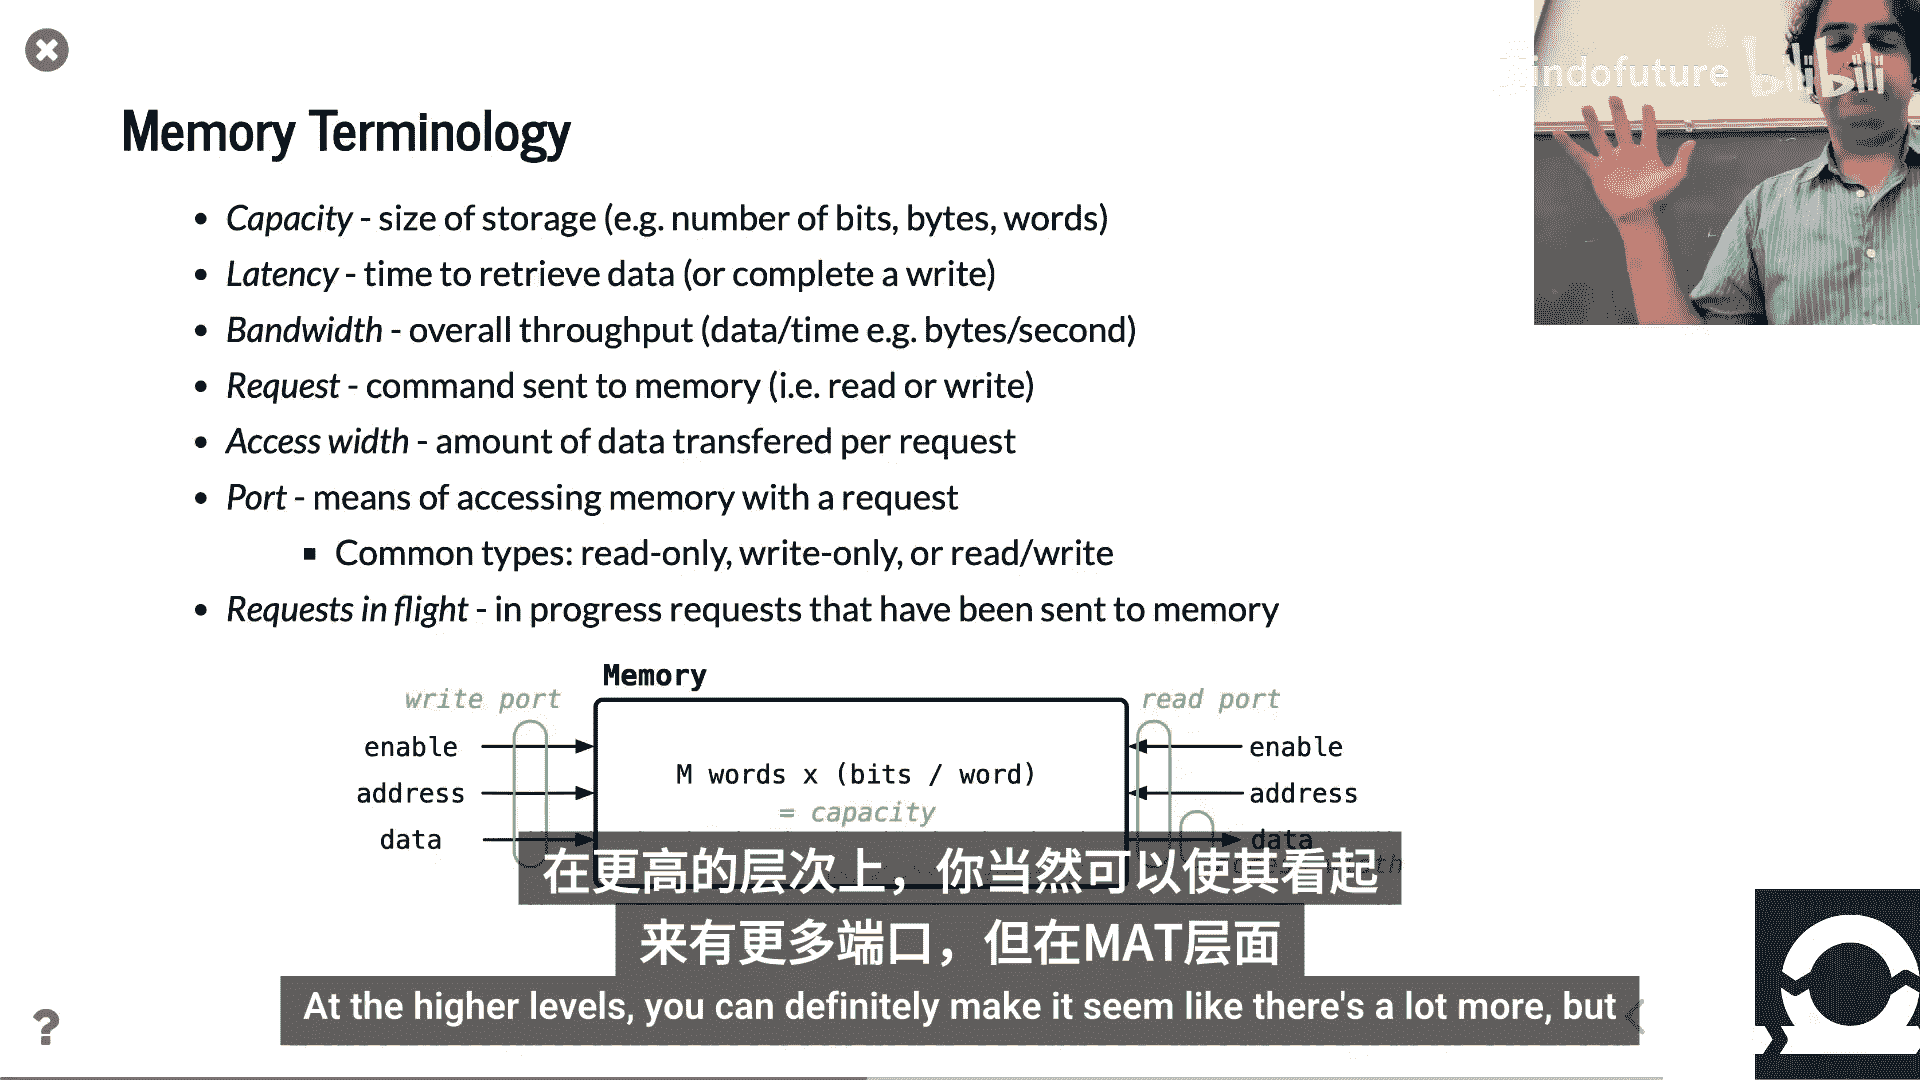 indofuture bilibili
Memory Terminology
• Capacity - size of storage (e.g. number of bits, bytes, words)
• Latency - time to retrieve data (or complete a write)
• Bandwidth - overall throughput (data/time e.g. bytes/second)
• Request - command sent to memory (i.e. read or write)
• Access width - amount of data transfered per request
• Port - means of accessing memory with a request
▪ Common types: read-only, write-only, or read/write
• Requests in flight - in progress requests that have been sent to memory
Memory
write port
read port
enable
enable
M words x (bits / word)
address
address
= capacity
data
data
在更高的层次上，你当然可以使其看起
来有更多端口，但在MAT层面
At the higher levels, you can definitely make it seem like there's a lot more, but
?